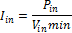 I_in = P_in / V_in min